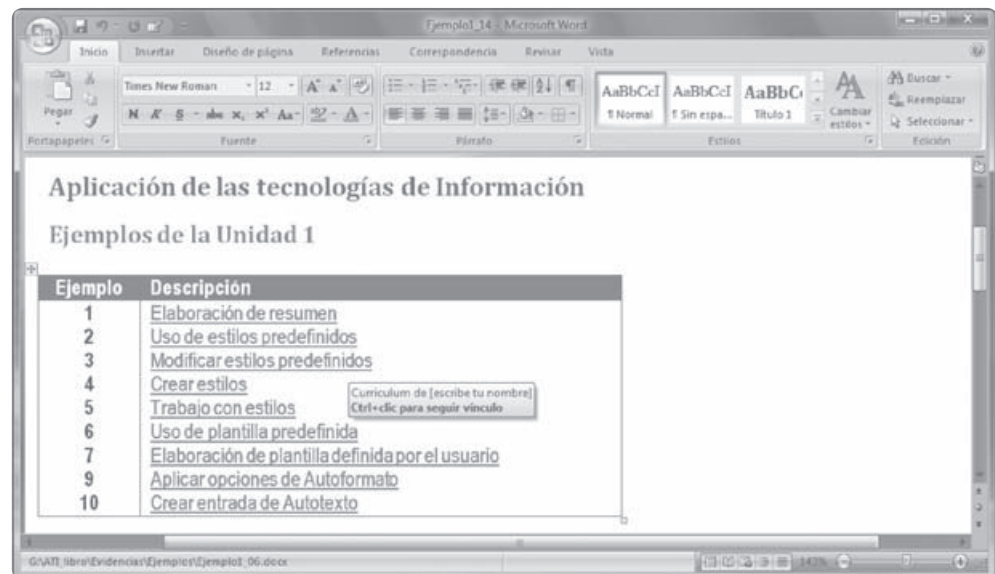 Ejemplo1_14 - Microsoft Word
Inicio Insertar Diseño de página Referencias Correspondencia Revisar Vista
Pegar
Times New Roman 12
N K S abc x₂ x² Aa
AaBbCcI AaBbCcI AaBbC
¶ Normal ¶ Sin espa... Título 1
Cambiar estilos
Buscar
Reemplazar
Seleccionar
Portapapeles Fuente Párrafo Estilos Edición
Aplicación de las tecnologías de Información
Ejemplos de la Unidad 1
Ejemplo Descripción
1 Elaboración de resumen
2 Uso de estilos predefinidos
3 Modificar estilos predefinidos
4 Crear estilos
Curriculum de [escribe tu nombre]
Ctrl+clic para seguir vínculo
5 Trabajo con estilos
6 Uso de plantilla predefinida
7 Elaboración de plantilla definida por el usuario
9 Aplicar opciones de Autoformato
10 Crear entrada de Autotexto
G:\ATI_libro\Evidencias\Ejemplos\Ejemplo1_06.docx
143%